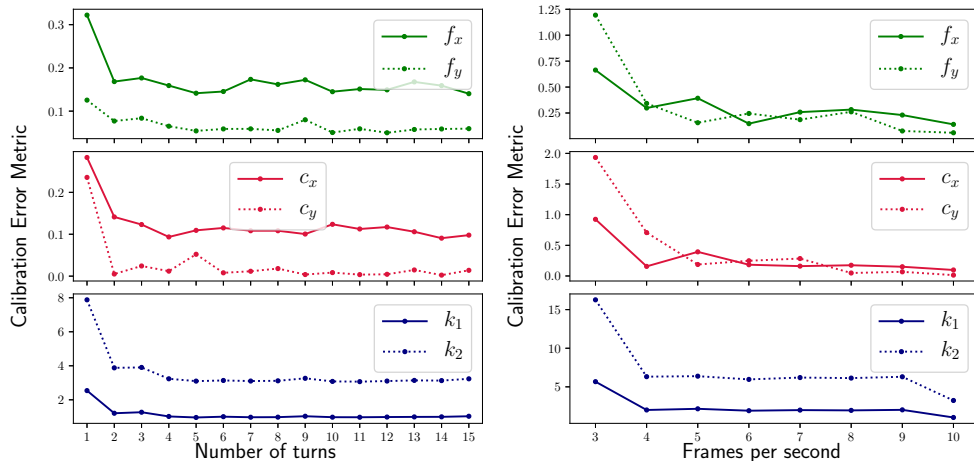 Calibration Error Metric
0.3
0.2
0.1
f_x
f_y
0.2
0.1
0.0
c_x
c_y
8
6
4
2
k_1
k_2
1 2 3 4 5 6 7 8 9 10 11 12 13 14 15
Number of turns
Calibration Error Metric
1.25
1.00
0.75
0.50
0.25
f_x
f_y
2.0
1.5
1.0
0.5
0.0
c_x
c_y
15
10
5
k_1
k_2
3 4 5 6 7 8 9 10
Frames per second